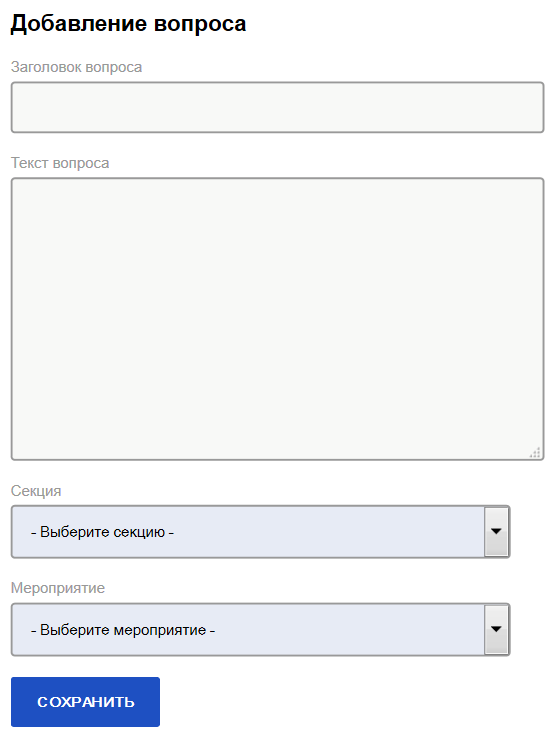 Добавление вопроса
Заголовок вопроса
Текст вопроса
Секция
- Выберите секцию -
Мероприятие
- Выберите мероприятие -
СОХРАНИТЬ